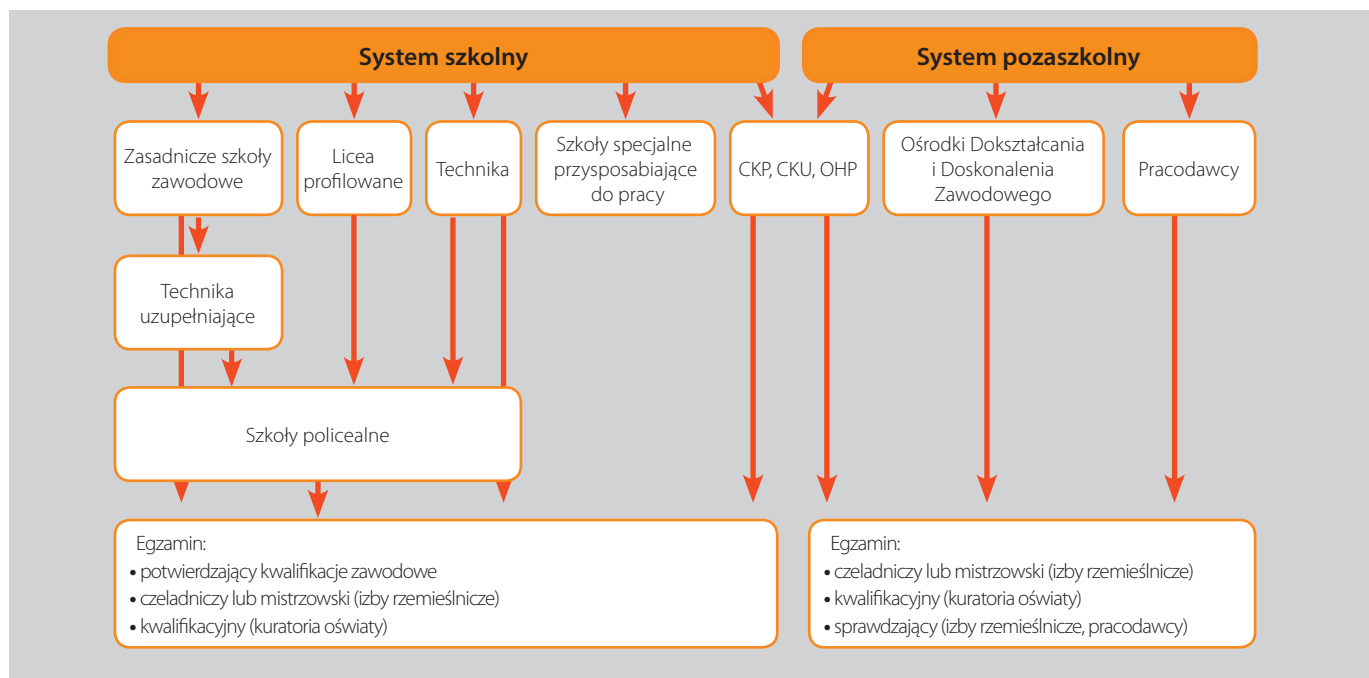 System szkolny
System pozaszkolny
Zasadnicze szkoły
zawodowe
Licea
profilowane
Technika
Szkoły specjalne
przysposabiające
do pracy
CKP, CKU, OHP
Ośrodki Dokształcania
i Doskonalenia
Zawodowego
Pracodawcy
Technika
uzupełniające
Szkoły policealne
Egzamin:
• potwierdzający kwalifikacje zawodowe
• czeladniczy lub mistrzowski (izby rzemieślnicze)
• kwalifikacyjny (kuratoria oświaty)
Egzamin:
• czeladniczy lub mistrzowski (izby rzemieślnicze)
• kwalifikacyjny (kuratoria oświaty)
• sprawdzający (izby rzemieślnicze, pracodawcy)